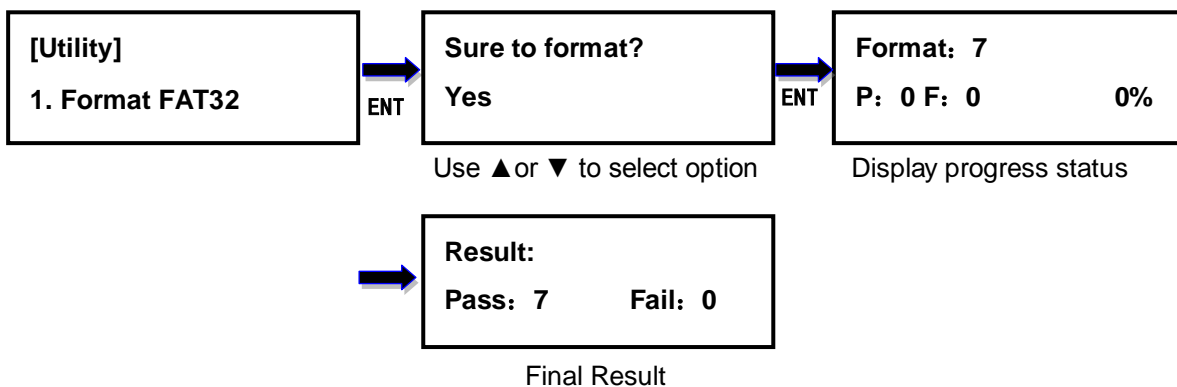 [Utility]
1. Format FAT32
ENT
Sure to format?
Yes
Use ▲or ▼ to select option
ENT
Format：7
P：0 F：0 0%
Display progress status
Result:
Pass：7 Fail：0
Final Result